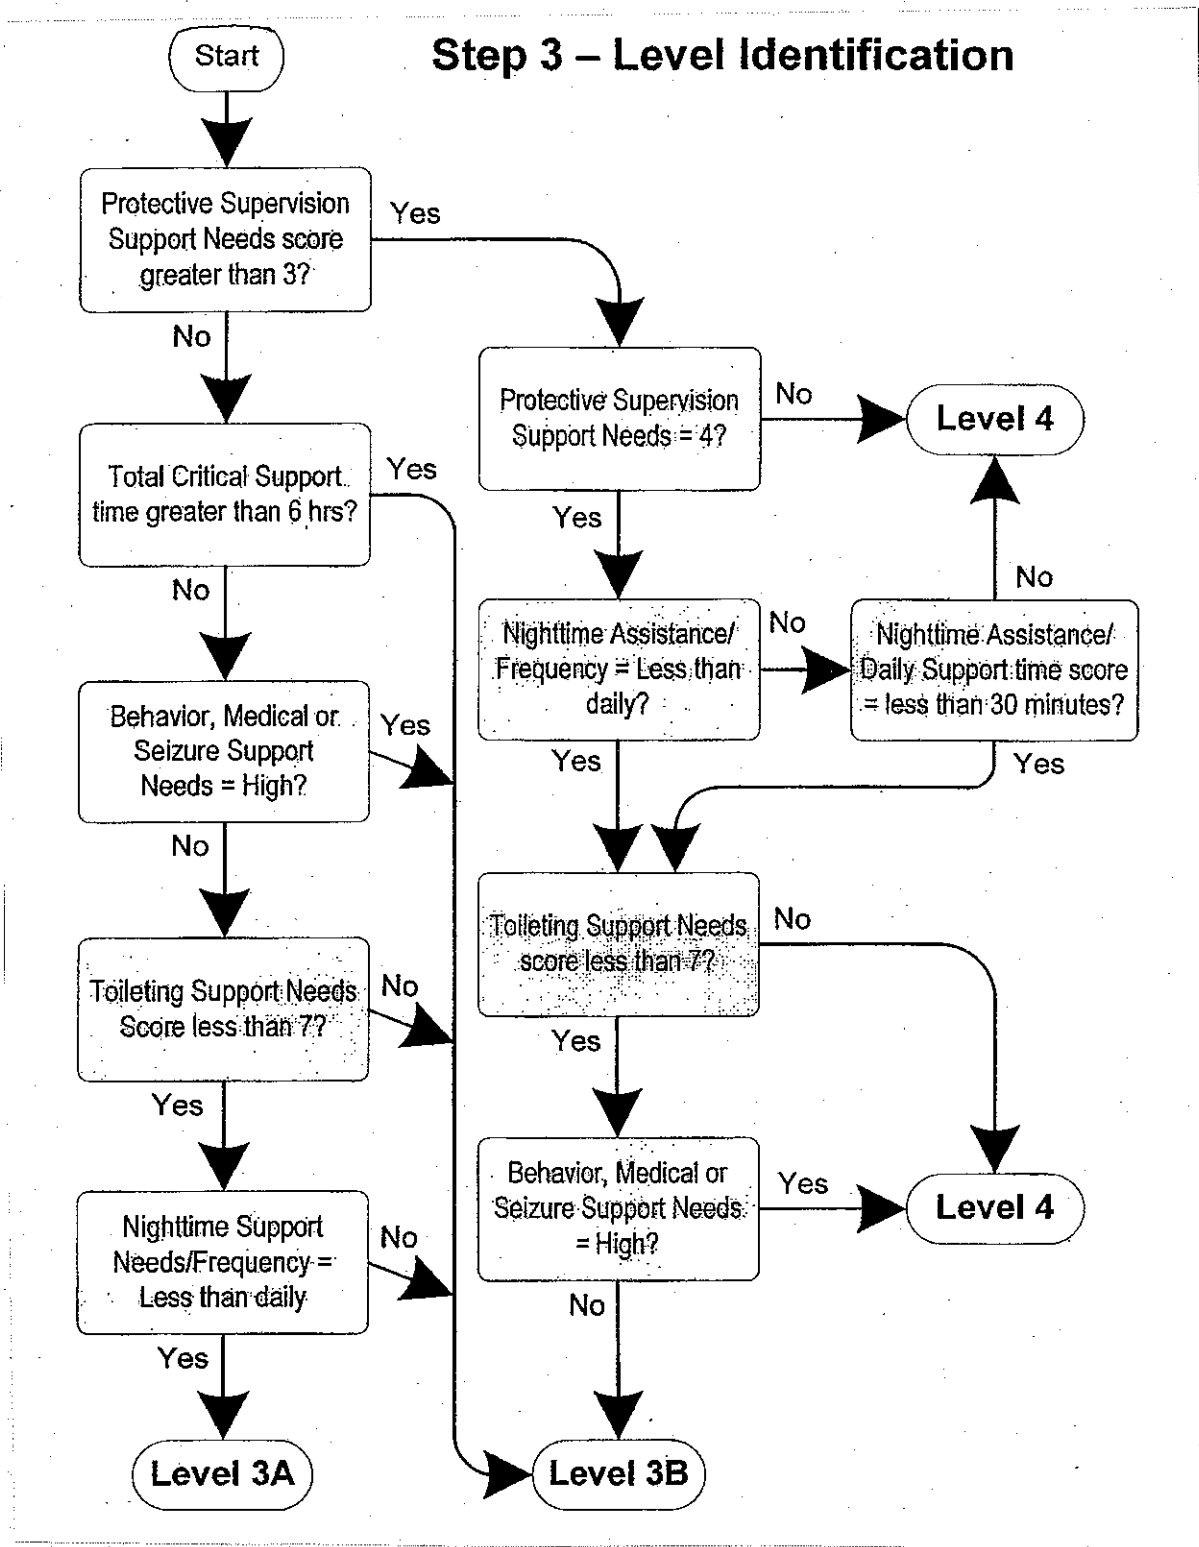 Start
Step 3 – Level Identification
Protective Supervision
Support Needs score
greater than 3?
Yes
No
Protective Supervision
Support Needs = 4?
No
Level 4
Yes
Total Critical Support
time greater than 6 hrs?
Yes
No
Nighttime Assistance/
Frequency = Less than
daily?
No
Yes
Nighttime Assistance/
Daily Support time score
= less than 30 minutes?
No
Yes
Behavior, Medical or
Seizure Support
Needs = High?
Yes
No
Toileting Support Needs
score less than 7?
No
Yes
Toileting Support Needs
Score less than 7?
No
Yes
Behavior, Medical or
Seizure Support Needs
= High?
Yes
Level 4
No
Nighttime Support
Needs/Frequency =
Less than daily
No
Yes
Level 3A
Level 3B